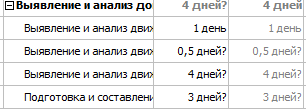 Выявление и анализ до 4 дней? 4 дней?
Выявление и анализ дви 1 день 1 день
Выявление и анализ дви 0,5 дней? 0,5 дней?
Выявление и анализ дви 4 дней? 4 дней?
Подготовка и составлени 3 дней? 3 дней?